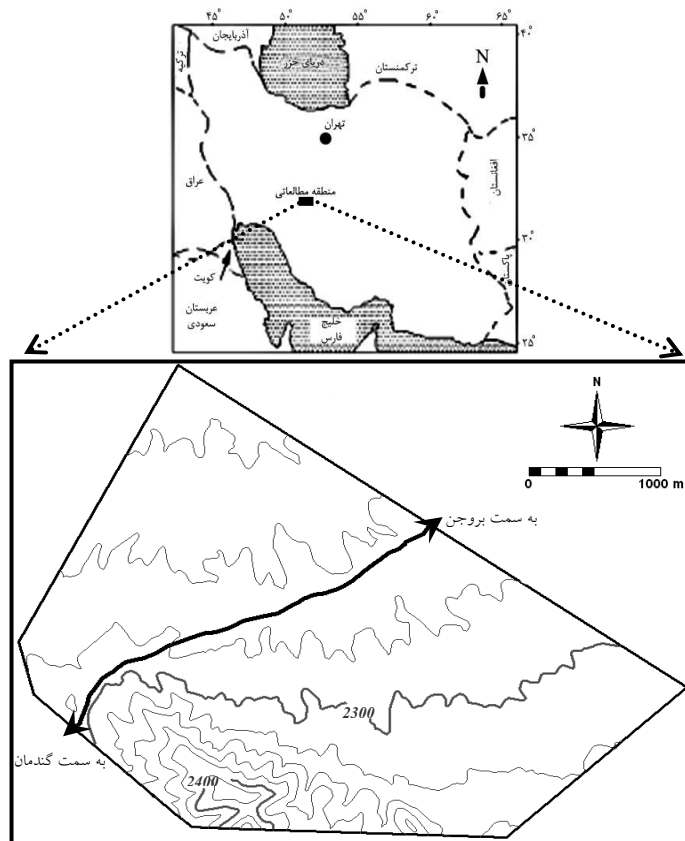 ۴۵°
۵۰°
۵۵°
۶۰°
۶۵°
۴۰°
آذربایجان
ترکیه
دریای خزر
ترکمنستان
N
تهران
۳۵°
عراق
منطقه مطالعاتی
افغانستان
۳۰°
پاکستان
کویت
عربستان
سعودی
خلیج
فارس
۲۵°
N
0
1000 m
به سمت بروجن
2300
به سمت گندمان
2400